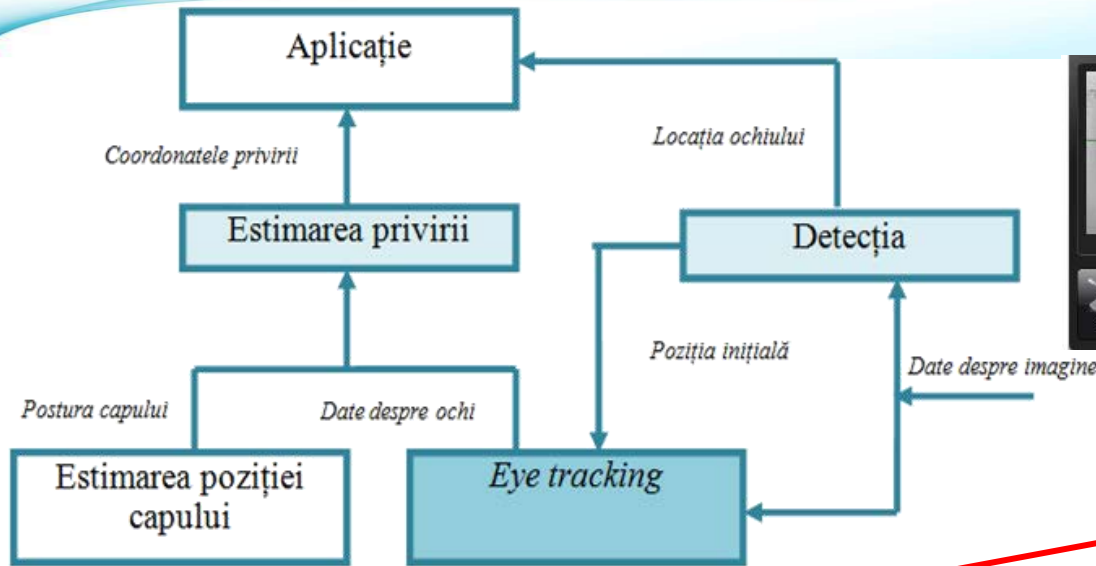 Aplicație
Coordonatele privirii
Locația ochiului
Estimarea privirii
Detecția
Poziția inițială
Date despre imagine
Postura capului
Date despre ochi
Estimarea poziției
capului
Eye tracking